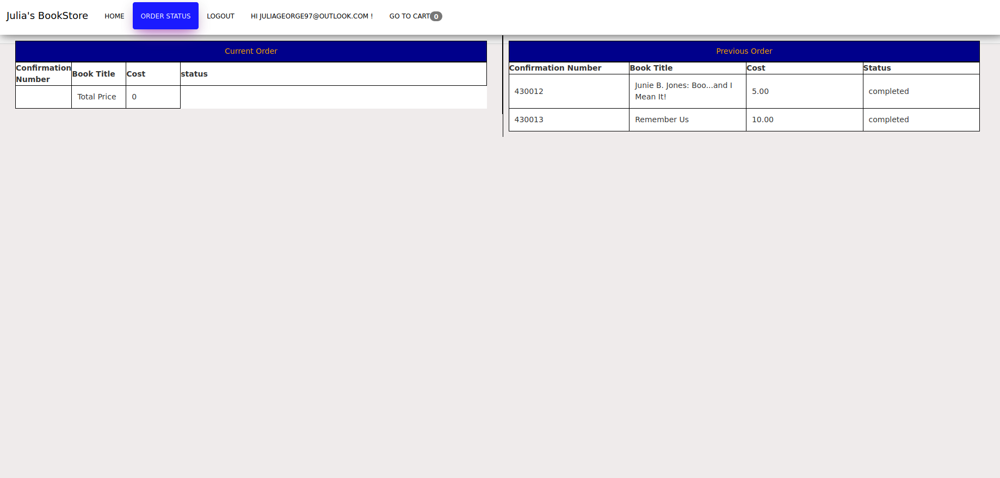 Julia's BookStore HOME ORDER STATUS LOGOUT HI JULIAGEORGE97@OUTLOOK.COM ! GO TO CART 0
Current Order
Confirmation Number Book Title Cost status
Total Price 0
Previous Order
Confirmation Number Book Title Cost Status
430012 Junie B. Jones: Boo...and I Mean It! 5.00 completed
430013 Remember Us 10.00 completed